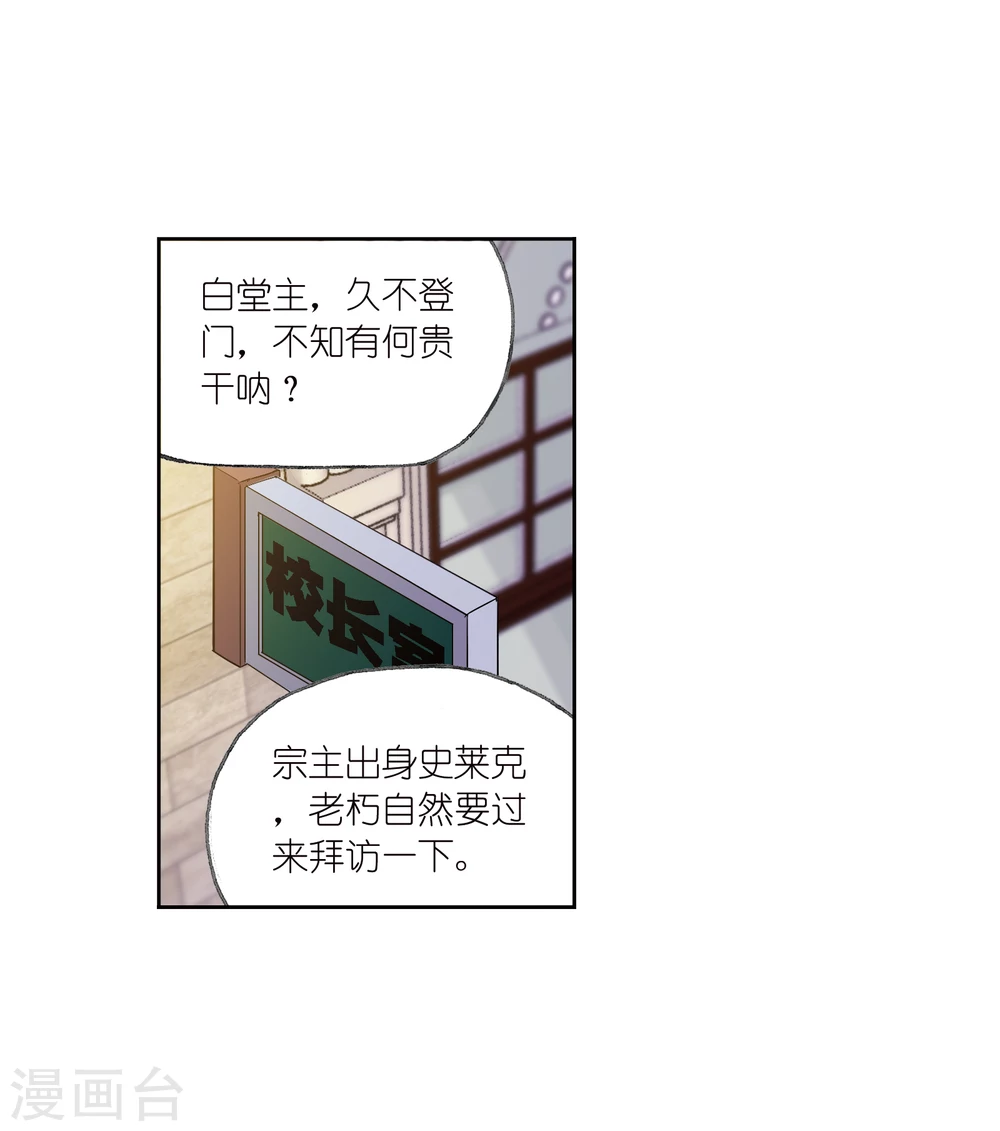 白堂主，久不登
门，不知有何贵
干呐？
校长室
宗主出身史莱克
，老朽自然要过
来拜访一下。
漫画台